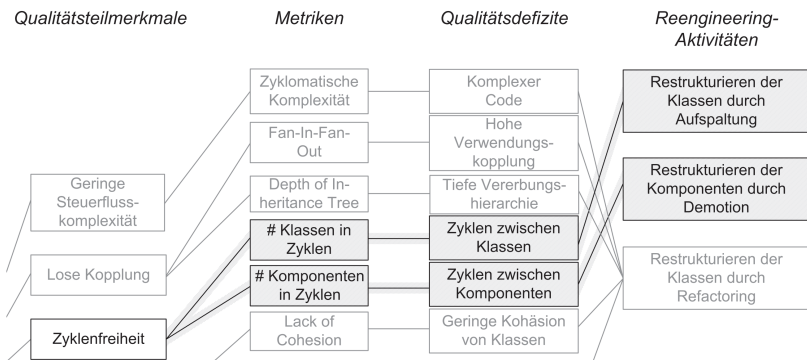 Qualitätsteilmerkmale
Metriken
Qualitätsdefizite
Reengineering-
Aktivitäten
Geringe
Steuerfluss-
komplexität
Lose Kopplung
Zyklenfreiheit
Zyklomatische
Komplexität
Fan-In-Fan-
Out
Depth of In-
heritance Tree
# Klassen in
Zyklen
# Komponenten
in Zyklen
Lack of
Cohesion
Komplexer
Code
Hohe
Verwendungs-
kopplung
Tiefe Vererbungs-
hierarchie
Zyklen zwischen
Klassen
Zyklen zwischen
Komponenten
Geringe Kohäsion
von Klassen
Restrukturieren der
Klassen durch
Aufspaltung
Restrukturieren der
Komponenten durch
Demotion
Restrukturieren der
Klassen durch
Refactoring